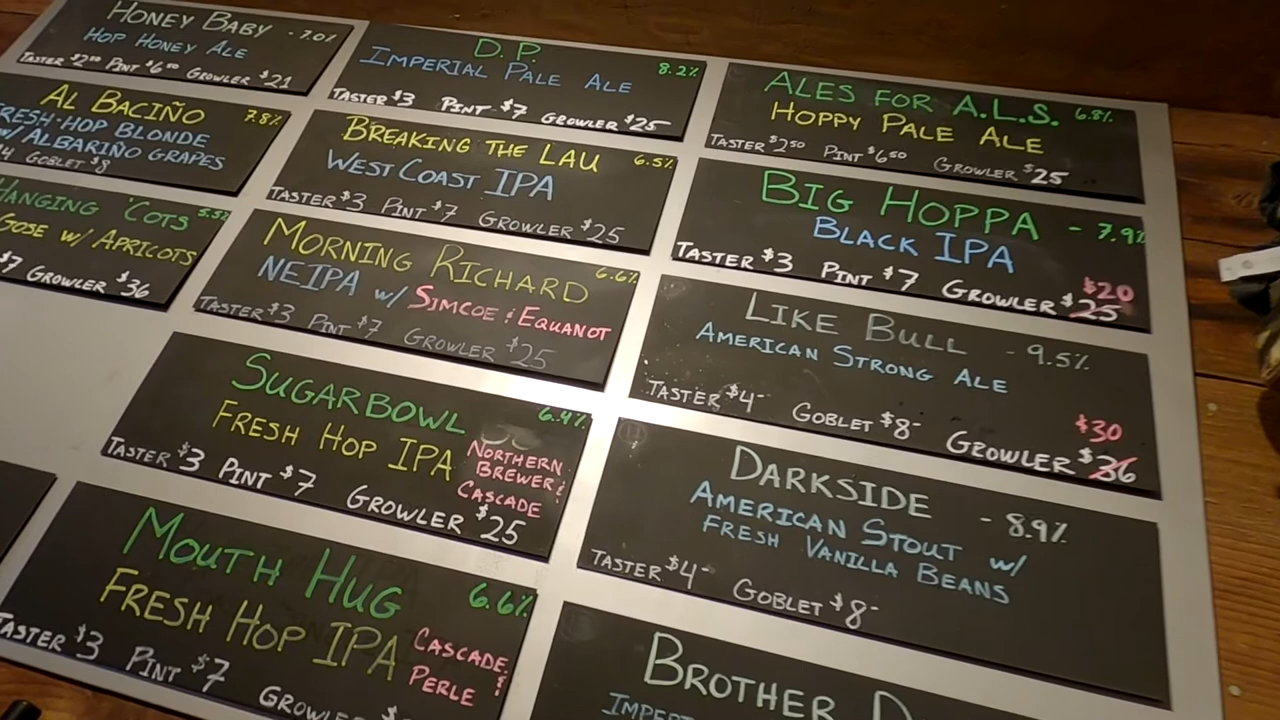 HONEY BABY - 7.0%
HOP HONEY ALE
TASTER $2.00 PINT $6.00 GROWLER $21
AL BACIÑO 7.8%
FRESH-HOP BLONDE
W/ ALBARIÑO GRAPES
GOBLET $8
HANGING 'COTS 5.5%
GOSE W/ APRICOTS
$7 GROWLER $36
D.P.
IMPERIAL PALE ALE 8.2%
TASTER $3 PINT $7 GROWLER $25
BREAKING THE LAU 6.5%
WEST COAST IPA
TASTER $3 PINT $7 GROWLER $25
MORNING RICHARD 6.6%
NEIPA W/ SIMCOE & EQUANOT
TASTER $3 PINT $7 GROWLER $25
SUGARBOWL 6.4%
FRESH HOP IPA NORTHERN
BREWER &
CASCADE
TASTER $3 PINT $7 GROWLER $25
MOUTH HUG 6.6%
FRESH HOP IPA CASCADE &
PERLE
TASTER $3 PINT $7
ALES FOR A.L.S. 6.8%
HOPPY PALE ALE
TASTER $2.50 PINT $6.50 GROWLER $25
BIG HOPPA - 7.9%
BLACK IPA
$20
TASTER $3 PINT $7 GROWLER $25
LIKE BULL - 9.5%
AMERICAN STRONG ALE
$30
TASTER $4- GOBLET $8- GROWLER $36
DARKSIDE - 8.9%
AMERICAN STOUT W/
FRESH VANILLA BEANS
TASTER $4- GOBLET $8-
BROTHER